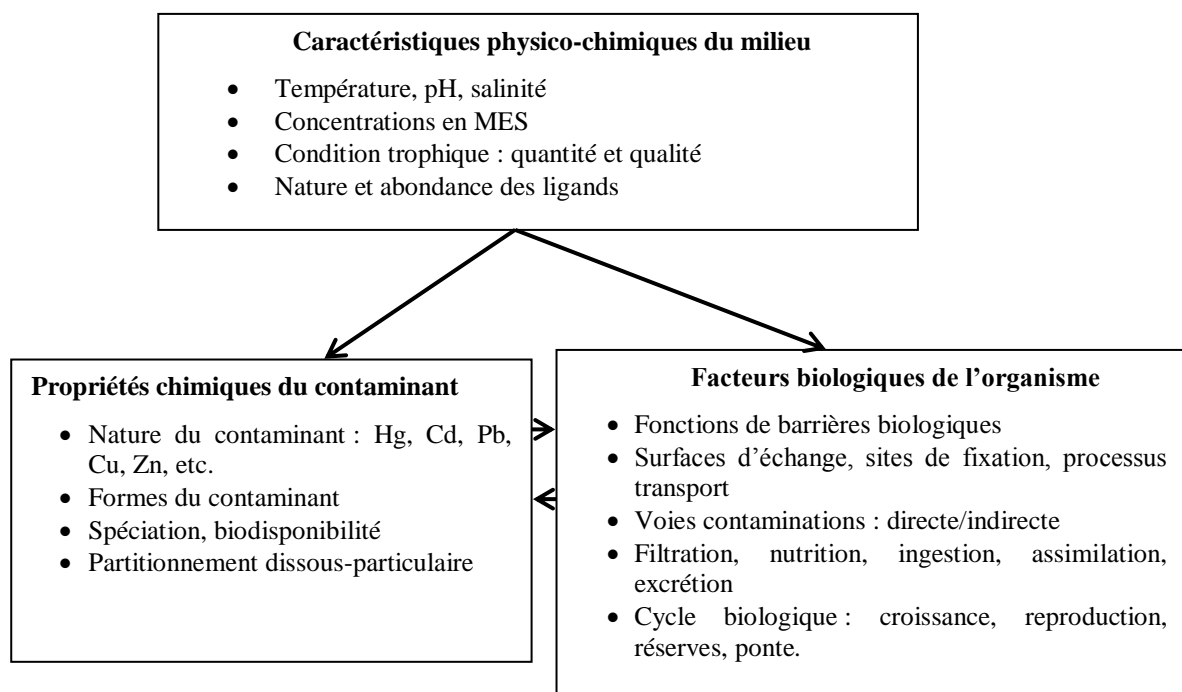 Caractéristiques physico-chimiques du milieu
• Température, pH, salinité
• Concentrations en MES
• Condition trophique : quantité et qualité
• Nature et abondance des ligands
Propriétés chimiques du contaminant
• Nature du contaminant : Hg, Cd, Pb,
Cu, Zn, etc.
• Formes du contaminant
• Spéciation, biodisponibilité
• Partitionnement dissous-particulaire
Facteurs biologiques de l’organisme
• Fonctions de barrières biologiques
• Surfaces d’échange, sites de fixation, processus
transport
• Voies contaminations : directe/indirecte
• Filtration, nutrition, ingestion, assimilation,
excrétion
• Cycle biologique : croissance, reproduction,
réserves, ponte.